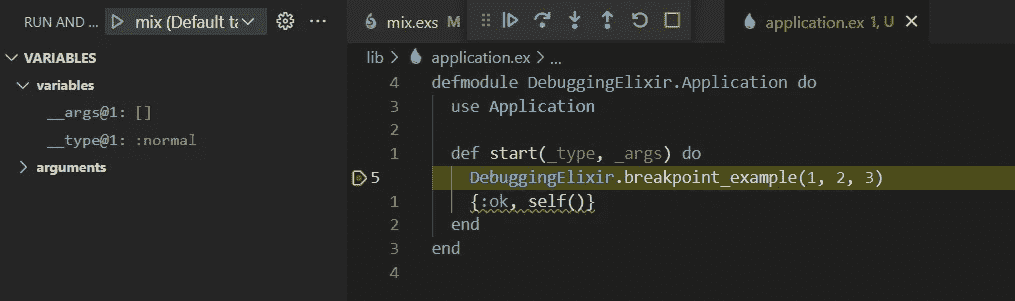 RUN AND ... mix (Default ta
VARIABLES
variables
__args@1: []
__type@1: :normal
arguments
mix.exs M
application.ex 1, U
lib > application.ex > ...
4 defmodule DebuggingElixir.Application do
3 use Application
2
1 def start(_type, _args) do
5 DebuggingElixir.breakpoint_example(1, 2, 3)
1 {:ok, self()}
2 end
3 end
4